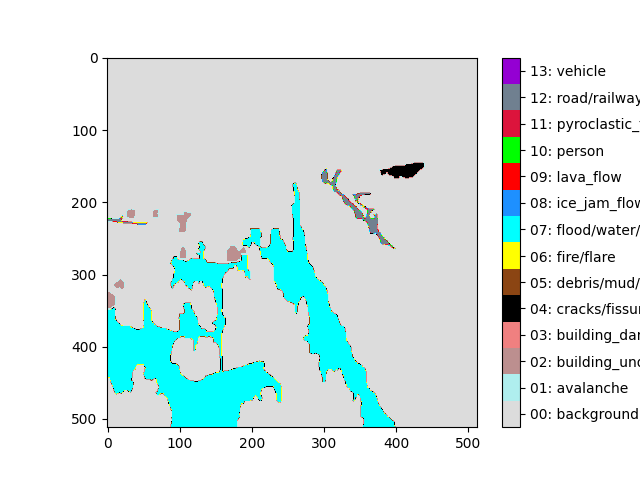 0
100
200
300
400
500
0 100 200 300 400 500
13: vehicle
12: road/railway
11: pyroclastic_
10: person
09: lava_flow
08: ice_jam_flow
07: flood/water/
06: fire/flare
05: debris/mud/
04: cracks/fissur
03: building_dam
02: building_und
01: avalanche
00: background